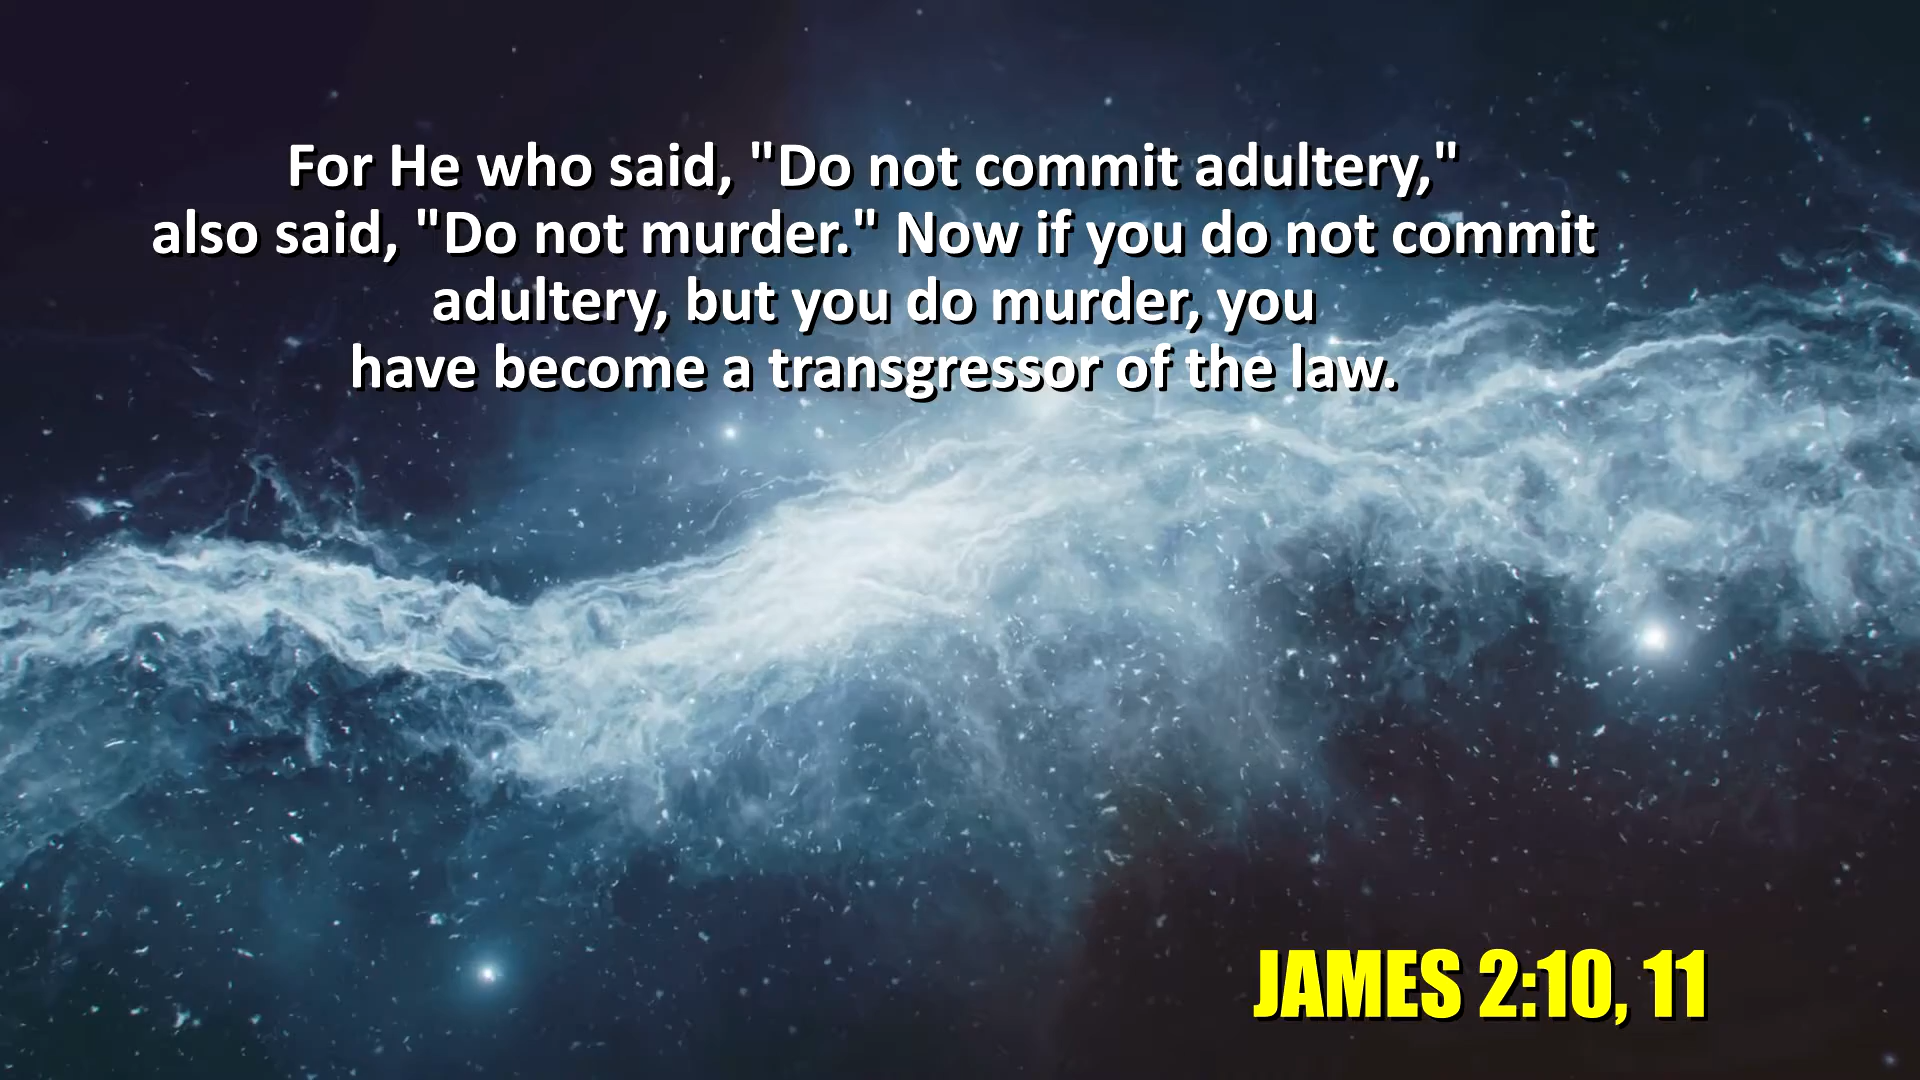 For He who said, "Do not commit adultery,"
also said, "Do not murder." Now if you do not commit
adultery, but you do murder, you
have become a transgressor of the law.
JAMES 2:10, 11